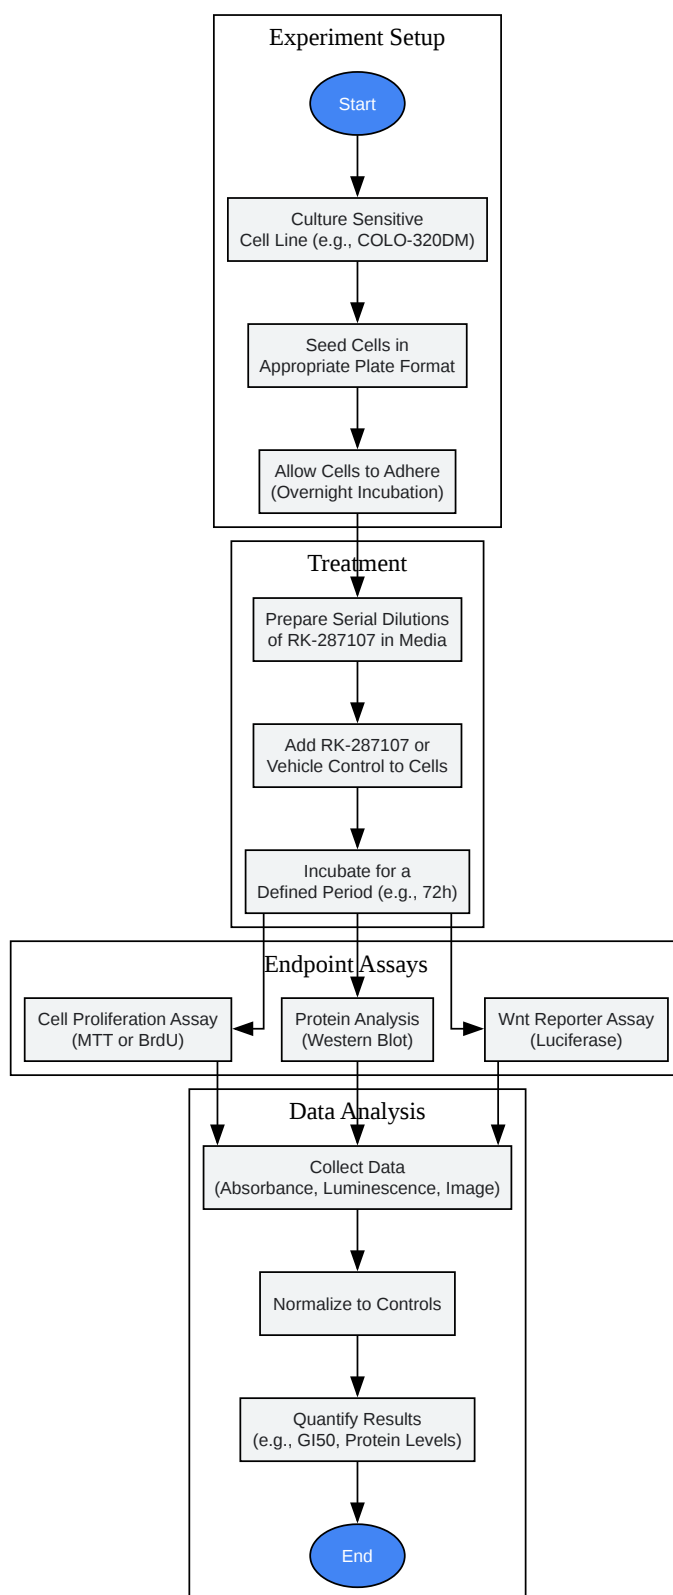 Experiment Setup
Start
Culture Sensitive
Cell Line (e.g., COLO-320DM)
Seed Cells in
Appropriate Plate Format
Allow Cells to Adhere
(Overnight Incubation)
Treatment
Prepare Serial Dilutions
of RK-287107 in Media
Add RK-287107 or
Vehicle Control to Cells
Incubate for a
Defined Period (e.g., 72h)
Endpoint Assays
Cell Proliferation Assay
(MTT or BrdU)
Protein Analysis
(Western Blot)
Wnt Reporter Assay
(Luciferase)
Data Analysis
Collect Data
(Absorbance, Luminescence, Image)
Normalize to Controls
Quantify Results
(e.g., GI50, Protein Levels)
End